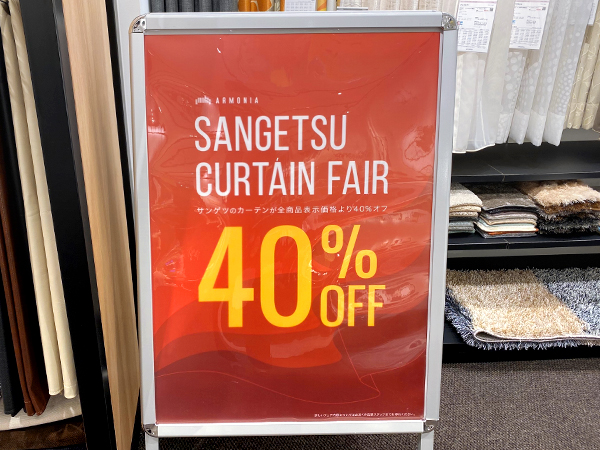 ARMONIA
SANGETSU
CURTAIN FAIR
サンゲツのカーテンが全商品表示価格より40%オフ
40%
OFF